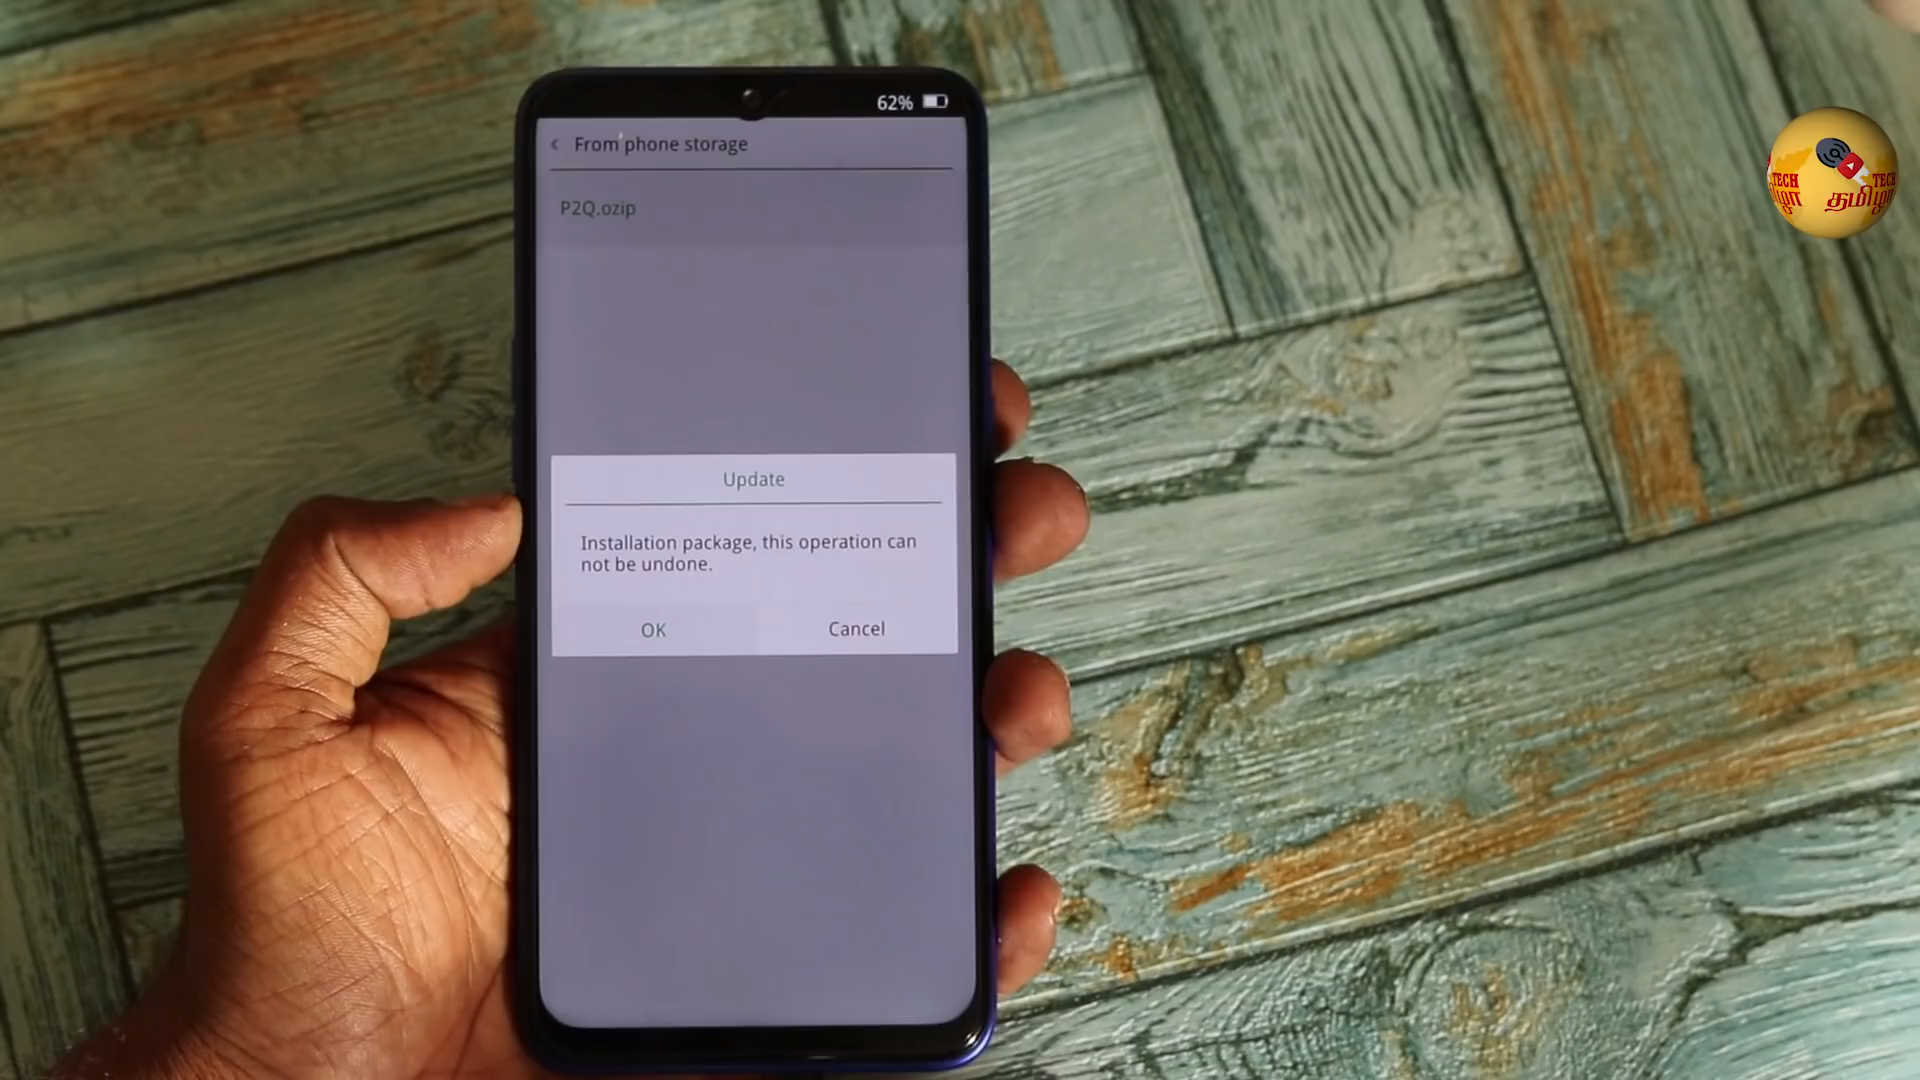 62%
From phone storage
P2Q.ozip
Update
Installation package, this operation can
not be undone.
OK
Cancel
TECH
TECH
தமிழா